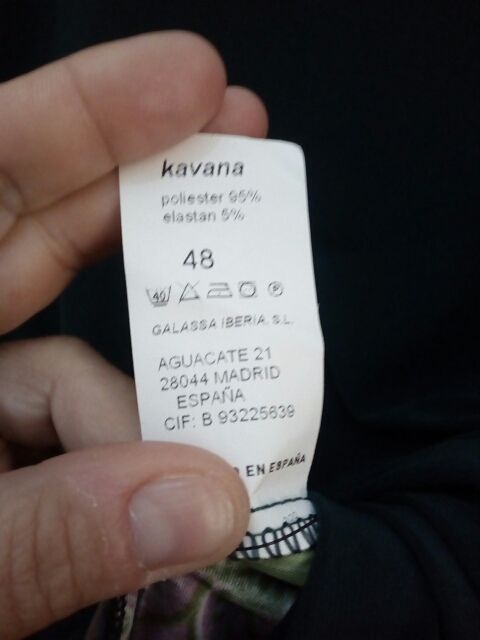 kavana
poliester 95%
elastan 5%
48
40
P
GALASSA IBERIA, S.L.
AGUACATE 21
28044 MADRID
ESPAÑA
CIF: B 93225639
EN ESPAÑA